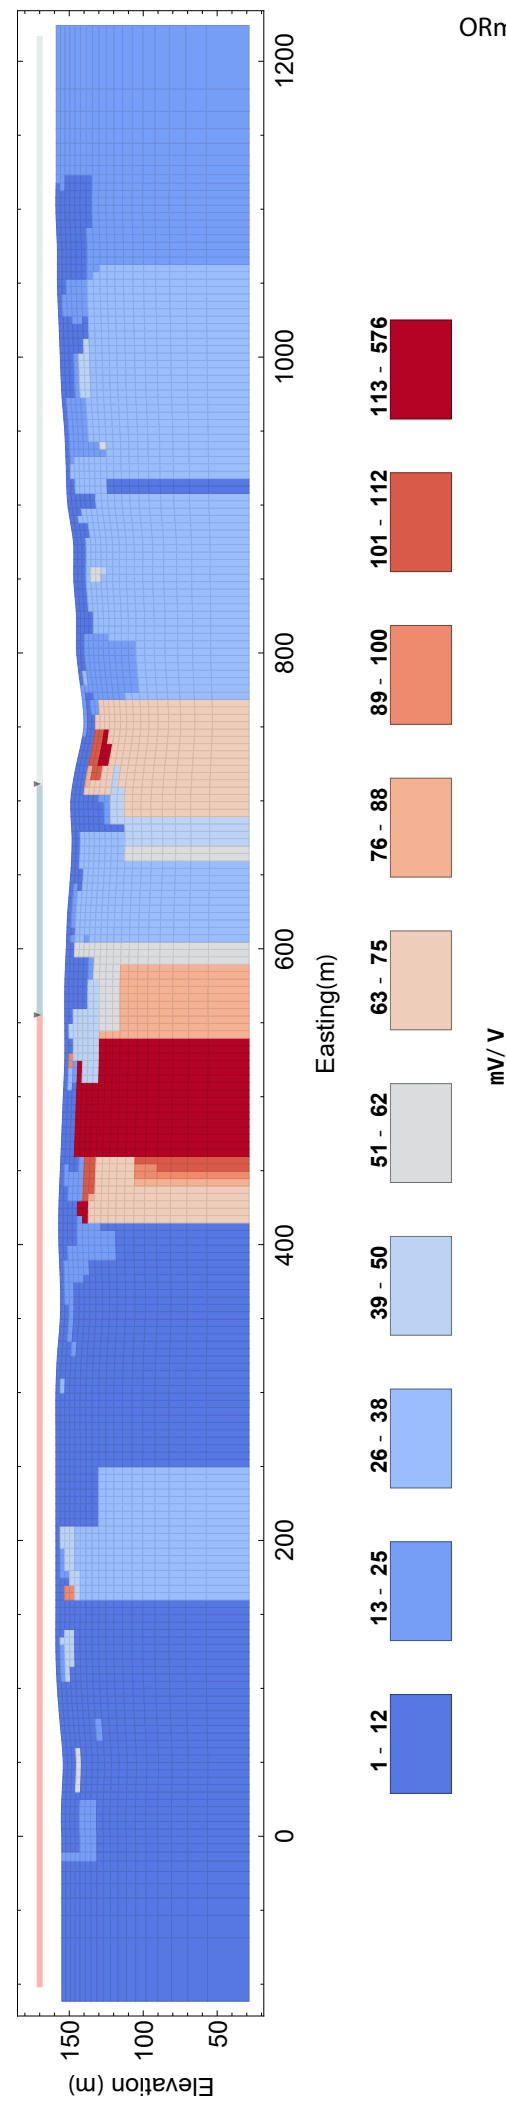 ORm
150
100
50
Elevation (m)
0
200
400
600
800
1000
1200
Easting(m)
1 - 12
13 - 25
26 - 38
39 - 50
51 - 62
63 - 75
76 - 88
89 - 100
101 - 112
113 - 576
mV/V